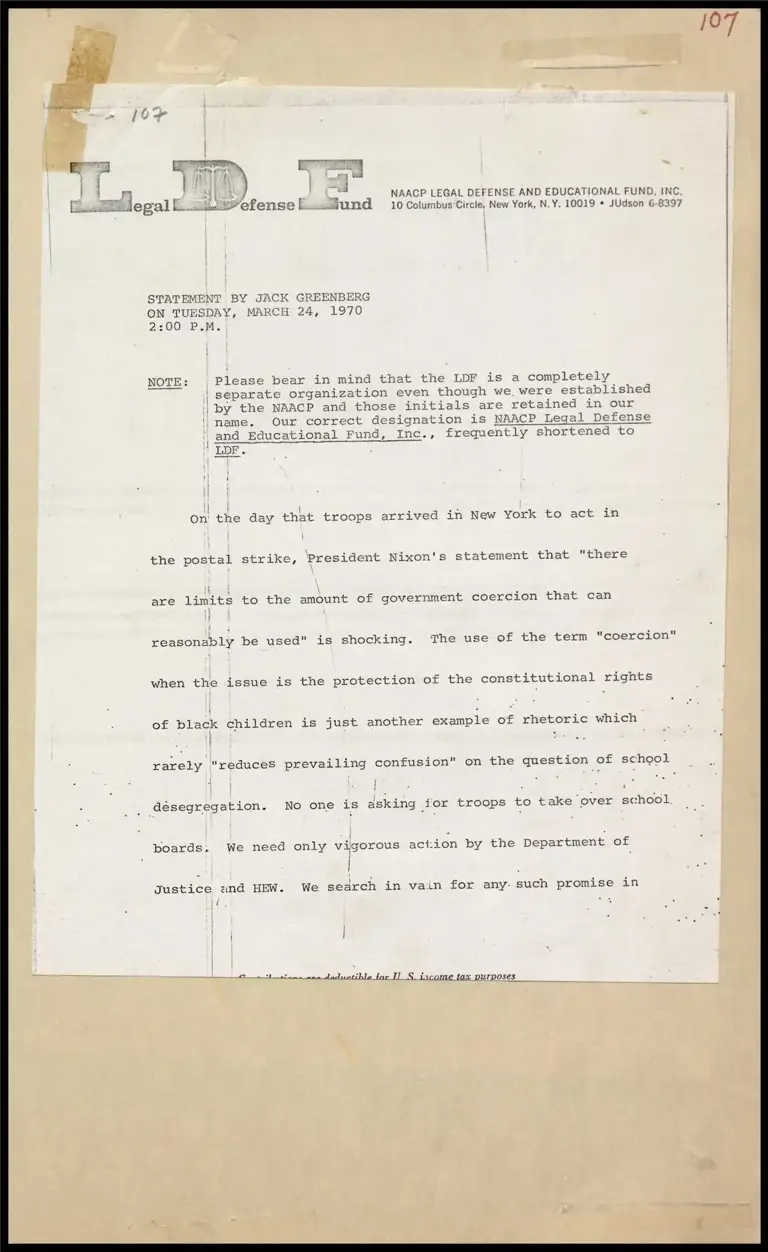 107
107
Legal Defense Fund
NAACP LEGAL DEFENSE AND EDUCATIONAL FUND, INC.
10 Columbus Circle, New York, N.Y. 10019 • JUdson 6-8397
STATEMENT BY JACK GREENBERG
ON TUESDAY, MARCH 24, 1970
2:00 P.M.
NOTE: Please bear in mind that the LDF is a completely
separate organization even though we were established
by the NAACP and those initials are retained in our
name. Our correct designation is NAACP Legal Defense
and Educational Fund, Inc., frequently shortened to
LDF.
On the day that troops arrived in New York to act in
the postal strike, President Nixon's statement that "there
are limits to the amount of government coercion that can
reasonably be used" is shocking. The use of the term "coercion"
when the issue is the protection of the constitutional rights
of black children is just another example of rhetoric which
rarely "reduces prevailing confusion" on the question of school
desegregation. No one is asking for troops to take over school
boards. We need only vigorous action by the Department of
Justice and HEW. We search in vain for any such promise in
deductible for U. S. income tax purposes